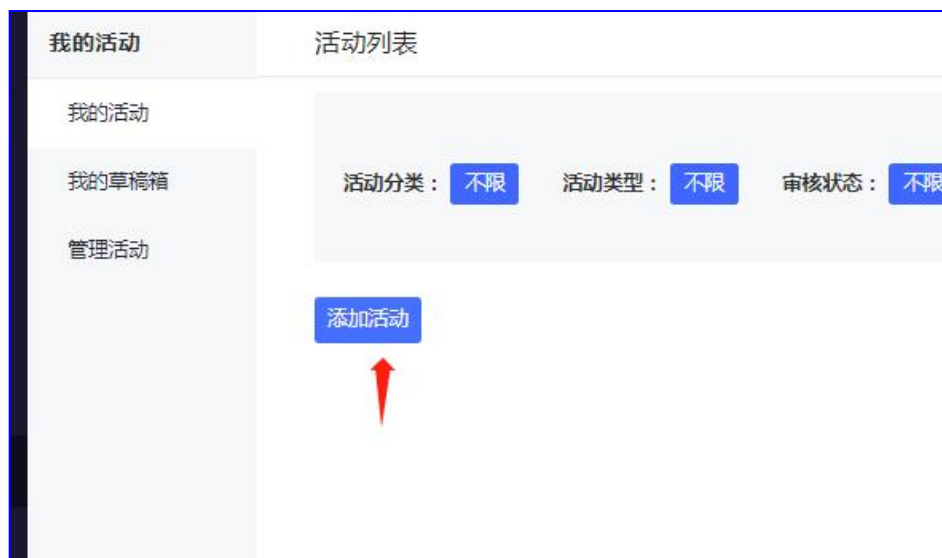 我的活动
活动列表
我的活动
我的草稿箱
管理活动
活动分类： 不限 活动类型： 不限 审核状态： 不限
添加活动